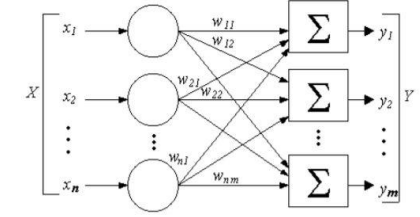 x1 w11 Σ y1
w12
X x2 w21 w22 Σ y2 Y
wn1
xn wnm Σ ym